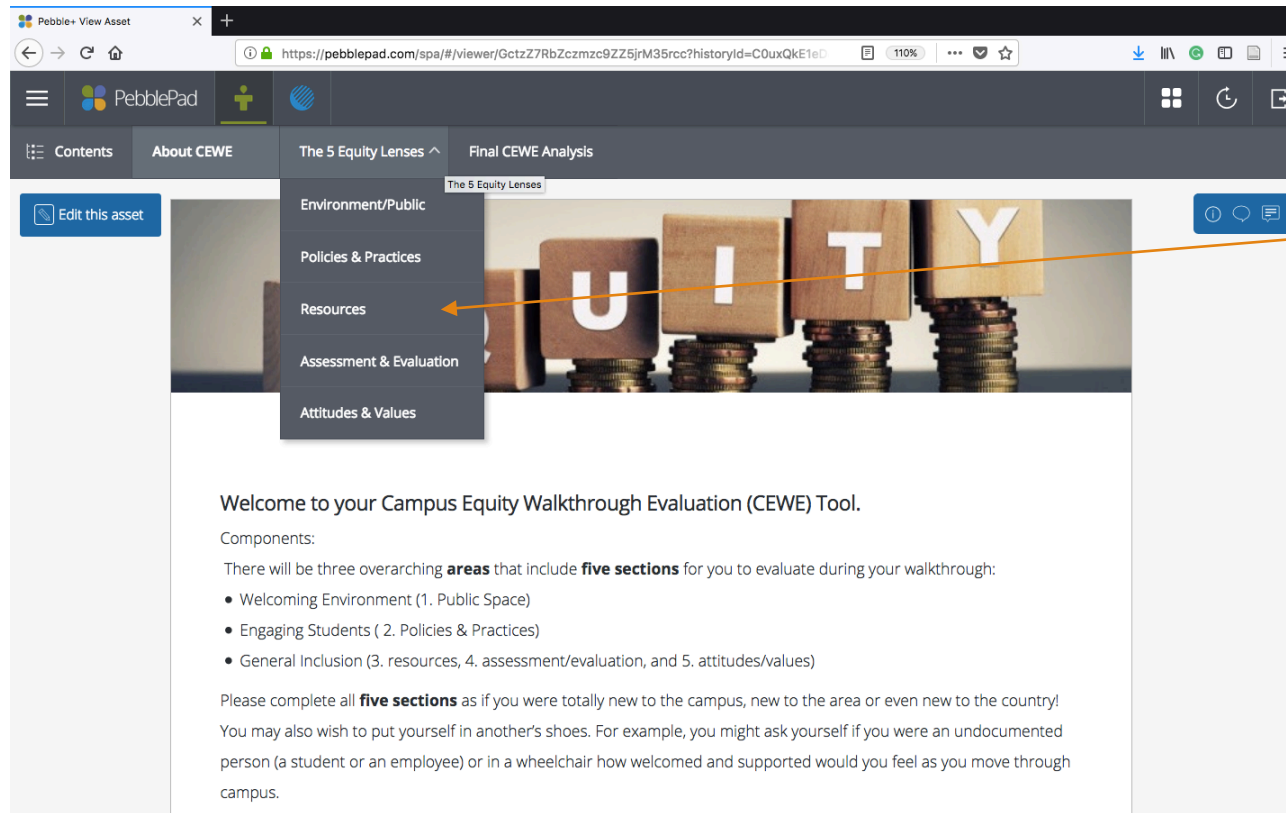 Pebble+ View Asset
https://pebblepad.com/spa/#/viewer/GctzZ7RbZczmzc9ZZ5jrM35rcc?historyId=C0uxQkE1eD
110%
PebblePad
Contents About CEWE The 5 Equity Lenses Final CEWE Analysis
The 5 Equity Lenses
Edit this asset
Environment/Public
Policies & Practices
Resources
Assessment & Evaluation
Attitudes & Values
U I T Y
Welcome to your Campus Equity Walkthrough Evaluation (CEWE) Tool.
Components:
There will be three overarching areas that include five sections for you to evaluate during your walkthrough:
• Welcoming Environment (1. Public Space)
• Engaging Students ( 2. Policies & Practices)
• General Inclusion (3. resources, 4. assessment/evaluation, and 5. attitudes/values)
Please complete all five sections as if you were totally new to the campus, new to the area or even new to the country!
You may also wish to put yourself in another's shoes. For example, you might ask yourself if you were an undocumented
person (a student or an employee) or in a wheelchair how welcomed and supported would you feel as you move through
campus.